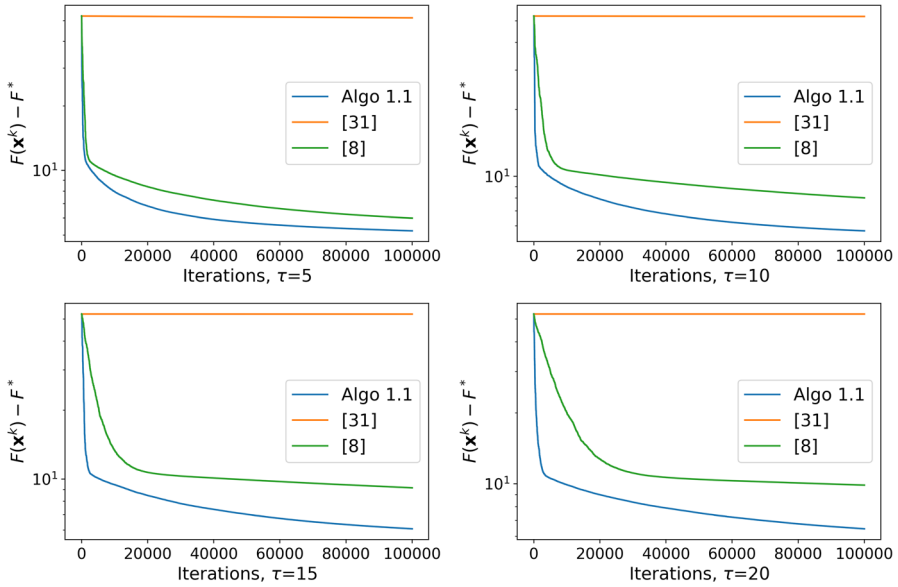 F(x^k) − F^*
10^1
Algo 1.1
[31]
[8]
0 20000 40000 60000 80000 100000
Iterations, τ=5
F(x^k) − F^*
10^1
Algo 1.1
[31]
[8]
0 20000 40000 60000 80000 100000
Iterations, τ=10
F(x^k) − F^*
10^1
Algo 1.1
[31]
[8]
0 20000 40000 60000 80000 100000
Iterations, τ=15
F(x^k) − F^*
10^1
Algo 1.1
[31]
[8]
0 20000 40000 60000 80000 100000
Iterations, τ=20